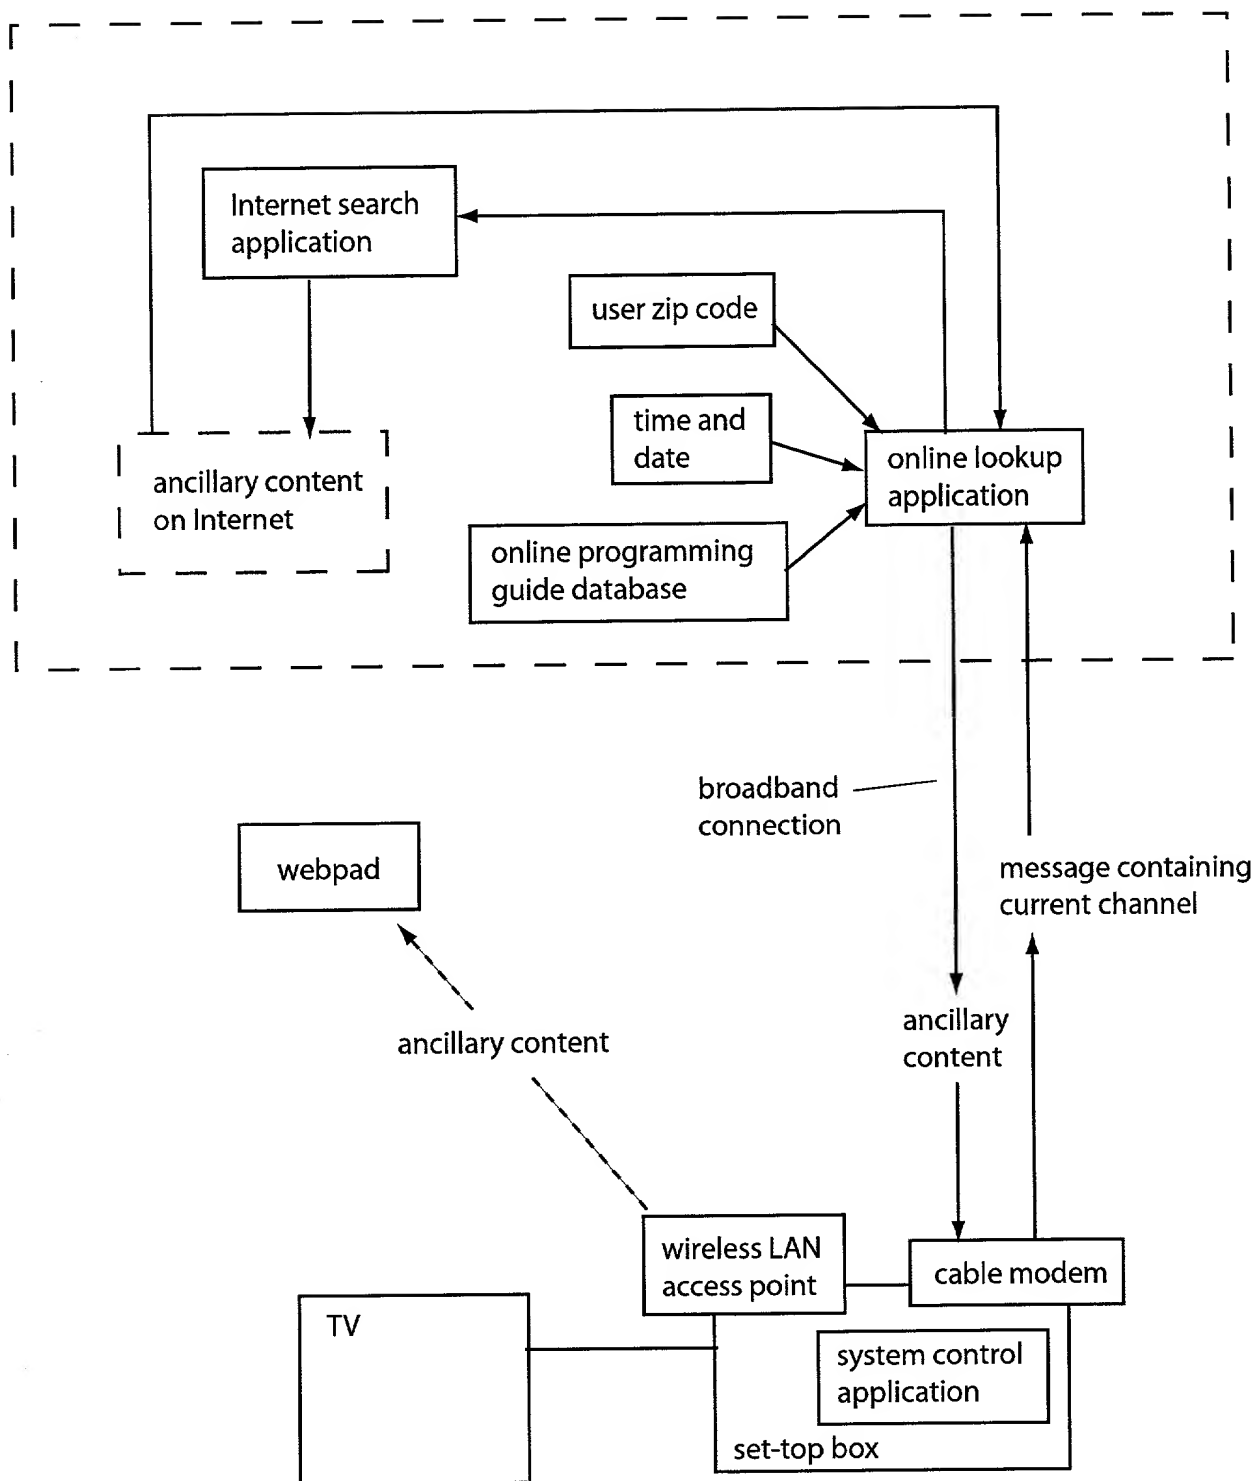 Internet search
application
user zip code
time and
date
online lookup
application
ancillary content
on Internet
online programming
guide database
broadband
connection
webpad
message containing
current channel
ancillary content
ancillary
content
wireless LAN
access point
cable modem
TV
system control
application
set-top box